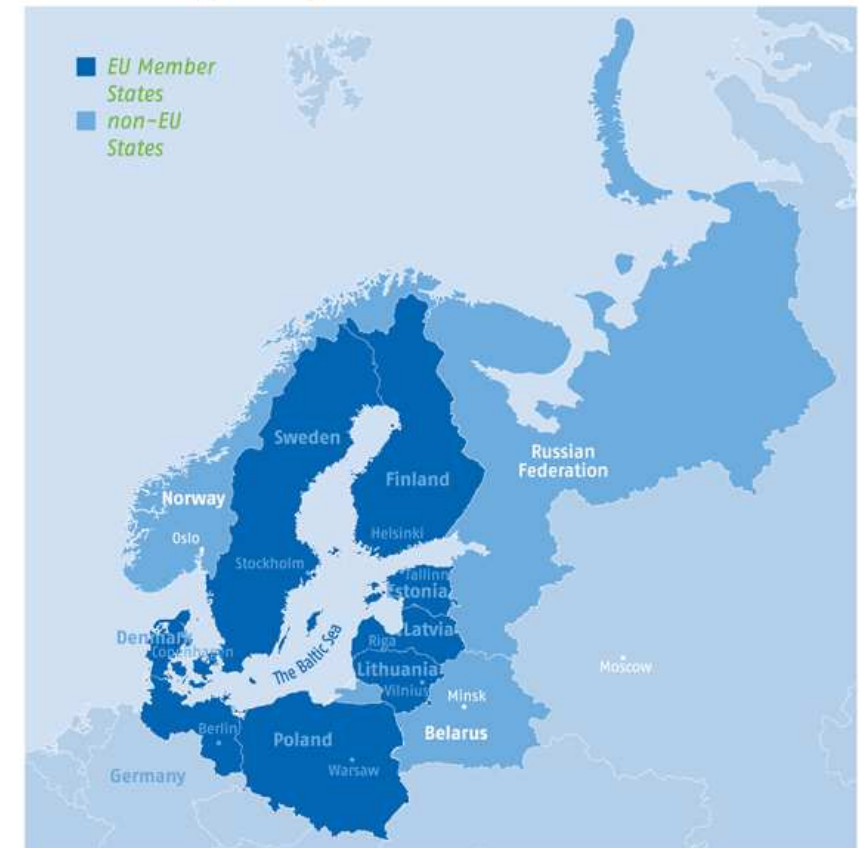 EU Member
States
non-EU
States
Sweden
Finland
Russian
Federation
Norway
Oslo
Helsinki
Stockholm
Tallinn
Estonia
Denmark
Copenhagen
Riga
Latvia
The Baltic Sea
Lithuania
Vilnius
Moscow
Minsk
Belarus
Berlin
Poland
Warsaw
Germany